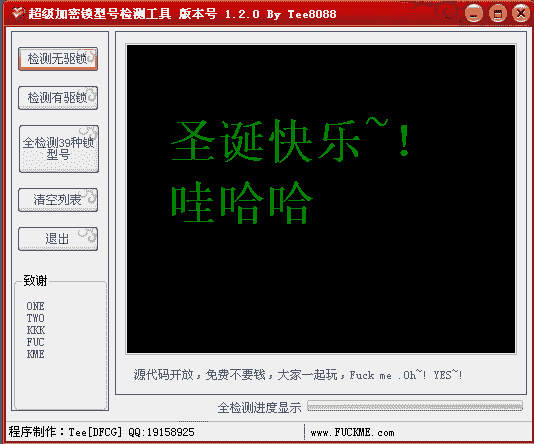 超级加密锁型号检测工具 版本号 1.2.0 By Tee8088
检测无驱锁
检测有驱锁
全检测39种锁
型号
清空列表
退出
致谢
ONE
TWO
KKK
FUC
KME
圣诞快乐~!
哇哈哈
源代码开放，免费不要钱，大家一起玩，Fuck me .Oh~! YES~!
全检测进度显示
程序制作：Tee[DFCG] QQ:19158925
www.FUCKME.com